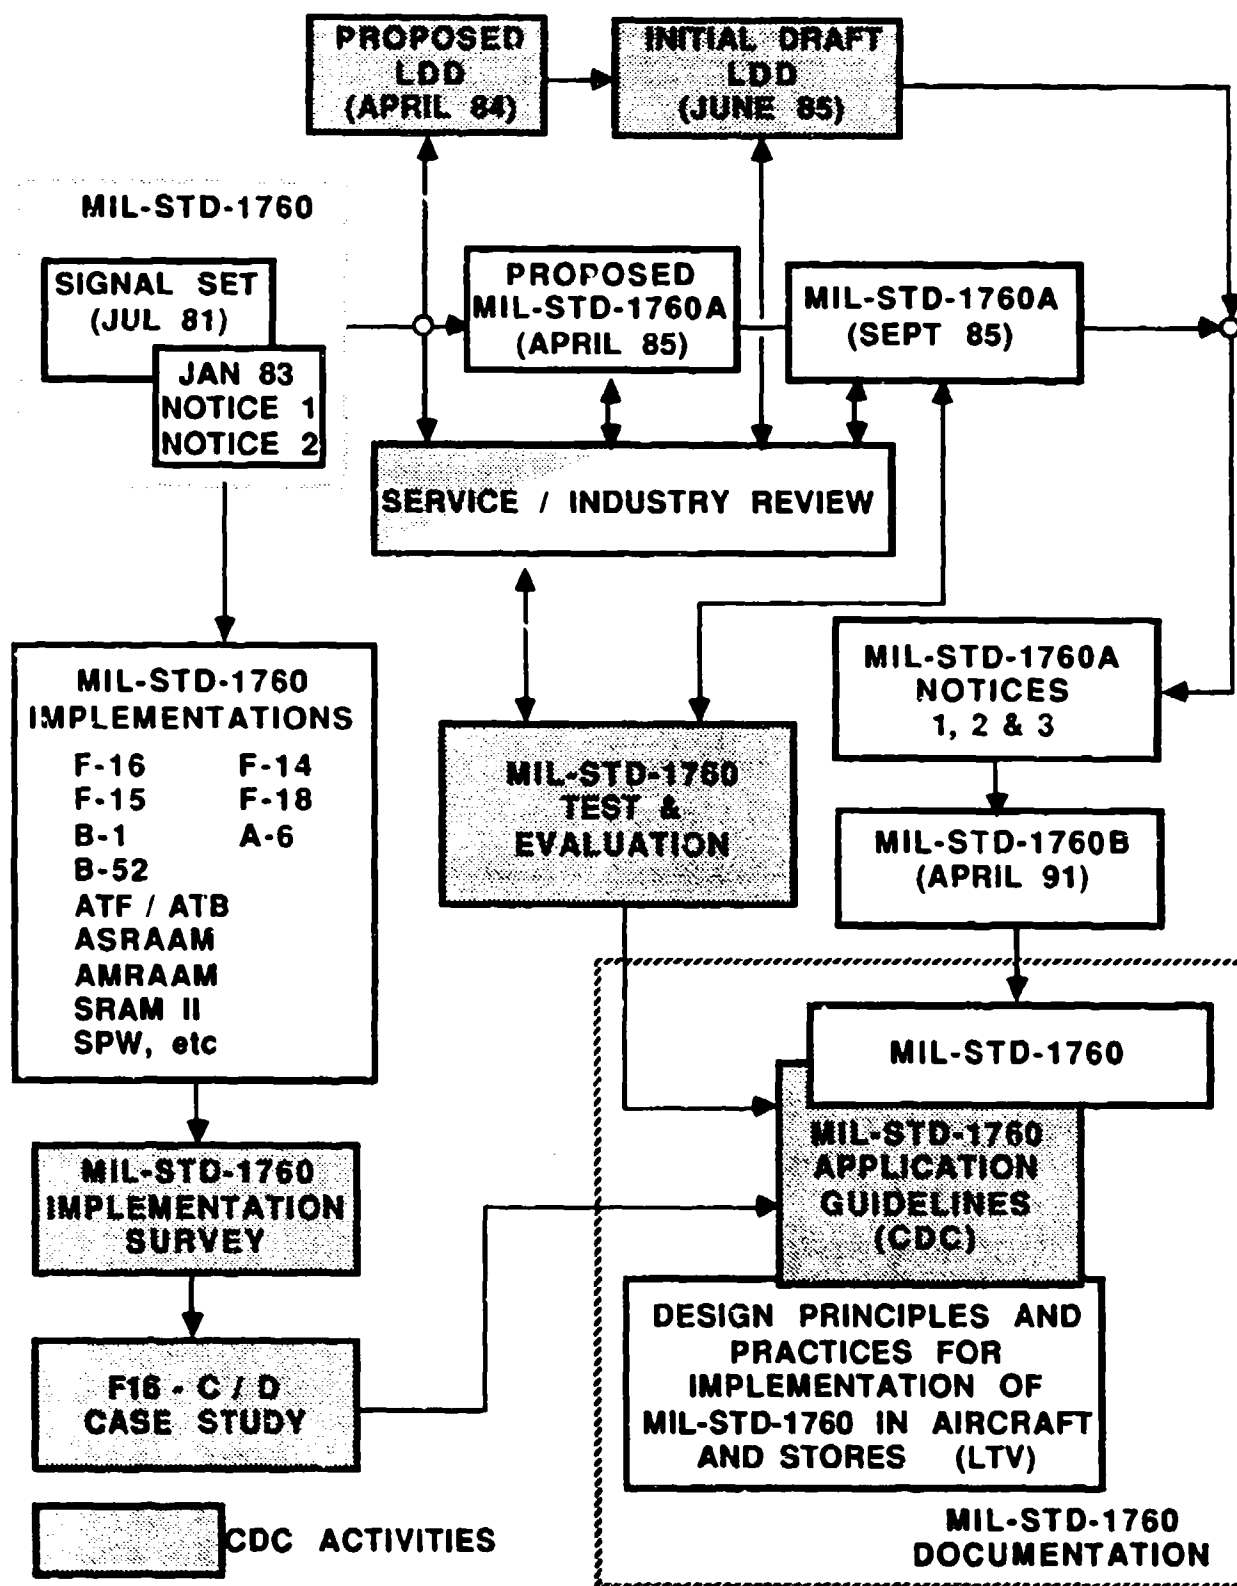 PROPOSED
LDD
(APRIL 84)
INITIAL DRAFT
LDD
(JUNE 85)
MIL-STD-1760
SIGNAL SET
(JUL 81)
JAN 83
NOTICE 1
NOTICE 2
PROPOSED
MIL-STD-1760A
(APRIL 85)
MIL-STD-1760A
(SEPT 85)
SERVICE / INDUSTRY REVIEW
MIL-STD-1760
IMPLEMENTATIONS
F-16 F-14
F-15 F-18
B-1 A-6
B-52
ATF / ATB
ASRAAM
AMRAAM
SRAM II
SPW, etc
MIL-STD-1760
TEST &
EVALUATION
MIL-STD-1760A
NOTICES
1, 2 & 3
MIL-STD-1760B
(APRIL 91)
MIL-STD-1760
MIL-STD-1760
APPLICATION
GUIDELINES
(CDC)
MIL-STD-1760
IMPLEMENTATION
SURVEY
F16 - C / D
CASE STUDY
DESIGN PRINCIPLES AND
PRACTICES FOR
IMPLEMENTATION OF
MIL-STD-1760 IN AIRCRAFT
AND STORES (LTV)
CDC ACTIVITIES
MIL-STD-1760
DOCUMENTATION